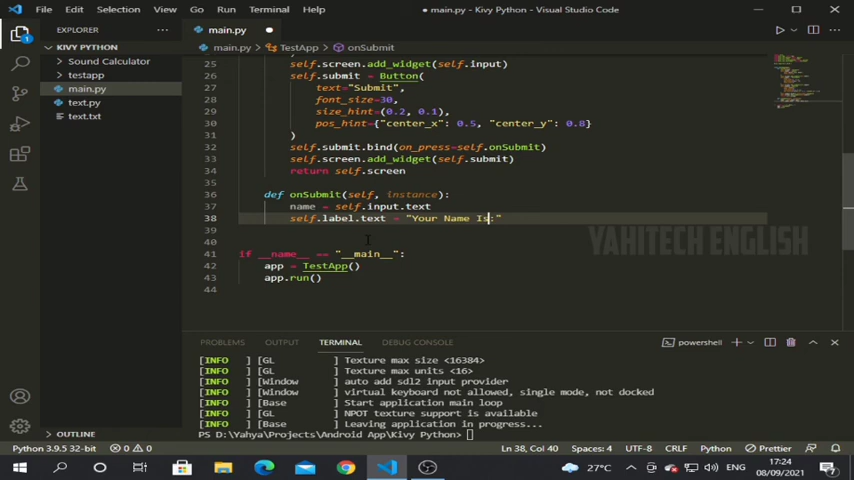 File Edit Selection View Go Run Terminal Help
● main.py - Kivy Python - Visual Studio Code
EXPLORER
main.py
main.py > TestApp > onSubmit
KIVY PYTHON
> Sound Calculator
> testapp
main.py
text.py
text.txt
25 self.screen.add_widget(self.input)
26 self.submit = Button(
27 text="Submit",
28 font_size=30,
29 size_hint=(0.2, 0.1),
30 pos_hint={"center_x": 0.5, "center_y": 0.8}
31 )
32 self.submit.bind(on_press=self.onSubmit)
33 self.screen.add_widget(self.submit)
34 return self.screen
35
36 def onSubmit(self, instance):
37 name = self.input.text
38 self.label.text = "Your Name Is:"
39
40
41 if __name__ == "__main__":
42 app = TestApp()
43 app.run()
44
YAHITECH ENGLISH
PROBLEMS OUTPUT TERMINAL DEBUG CONSOLE
powershell
[INFO ] [GL ] Texture max size <16384>
[INFO ] [GL ] Texture max units <16>
[INFO ] [Window ] auto add sdl2 input provider
[INFO ] [Window ] virtual keyboard not allowed, single mode, not docked
[INFO ] [Base ] Start application main loop
[INFO ] [GL ] NPOT texture support is available
[INFO ] [Base ] Leaving application in progress...
PS D:\Yahya\Projects\Android App\Kivy Python>
> OUTLINE
Python 3.9.5 32-bit 0 0 Ln 38, Col 40 Spaces: 4 UTF-8 CRLF Python Prettier
27°C ENG 17:24
08/09/2021